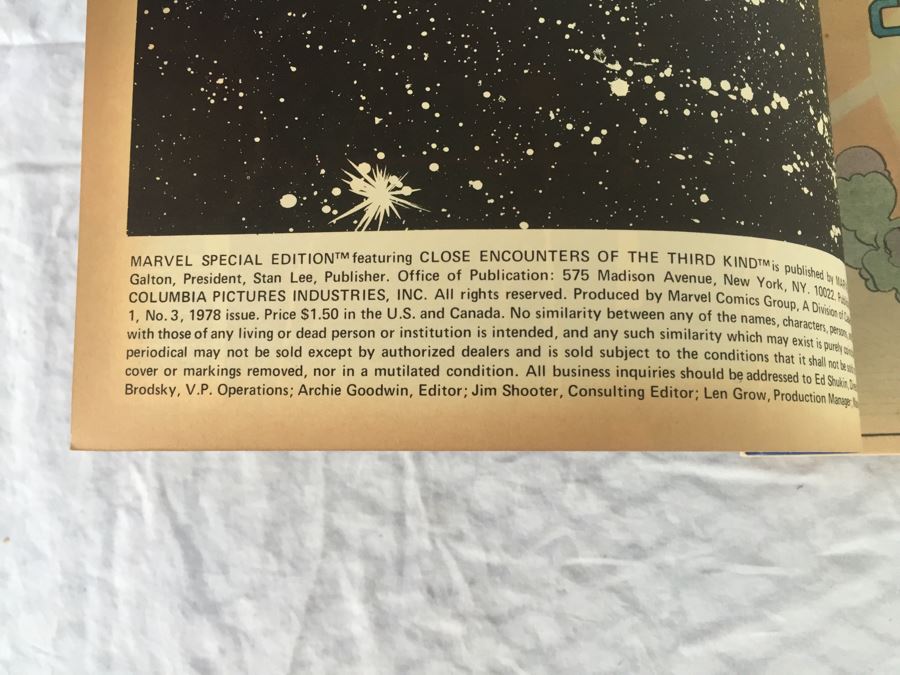 MARVEL SPECIAL EDITION™ featuring CLOSE ENCOUNTERS OF THE THIRD KIND™ is published by
Galton, President, Stan Lee, Publisher. Office of Publication: 575 Madison Avenue, New York, NY. 10022.
COLUMBIA PICTURES INDUSTRIES, INC. All rights reserved. Produced by Marvel Comics Group, A Division of
1, No. 3, 1978 issue. Price $1.50 in the U.S. and Canada. No similarity between any of the names, characters, persons,
with those of any living or dead person or institution is intended, and any such similarity which may exist is purely
periodical may not be sold except by authorized dealers and is sold subject to the conditions that it shall not be
cover or markings removed, nor in a mutilated condition. All business inquiries should be addressed to Ed Shukin,
Brodsky, V.P. Operations; Archie Goodwin, Editor; Jim Shooter, Consulting Editor; Len Grow, Production Manager;